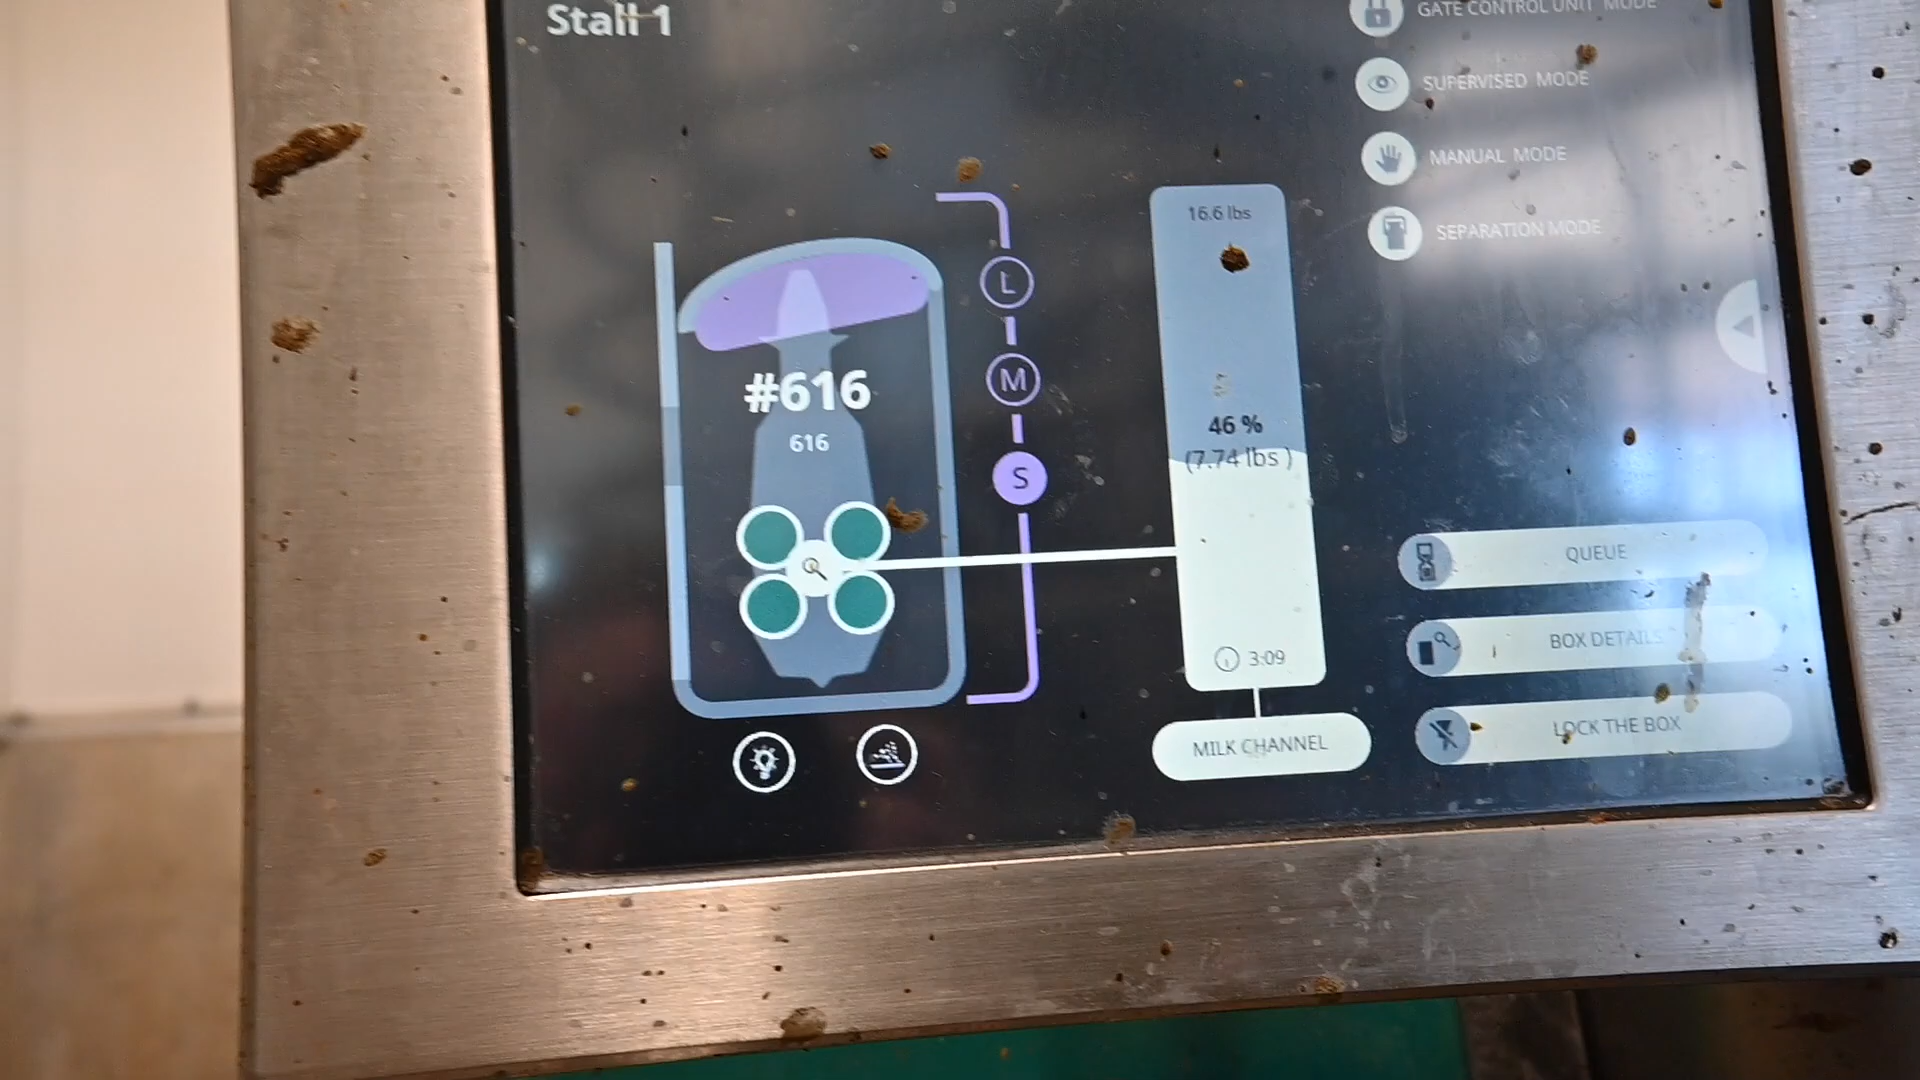 Stall 1
GATE CONTROL UNIT MODE
SUPERVISED MODE
MANUAL MODE
SEPARATION MODE
16.6 lbs
L
M
S
#616
616
46 %
(7.74 lbs )
3:09
MILK CHANNEL
QUEUE
BOX DETAILS
LOCK THE BOX